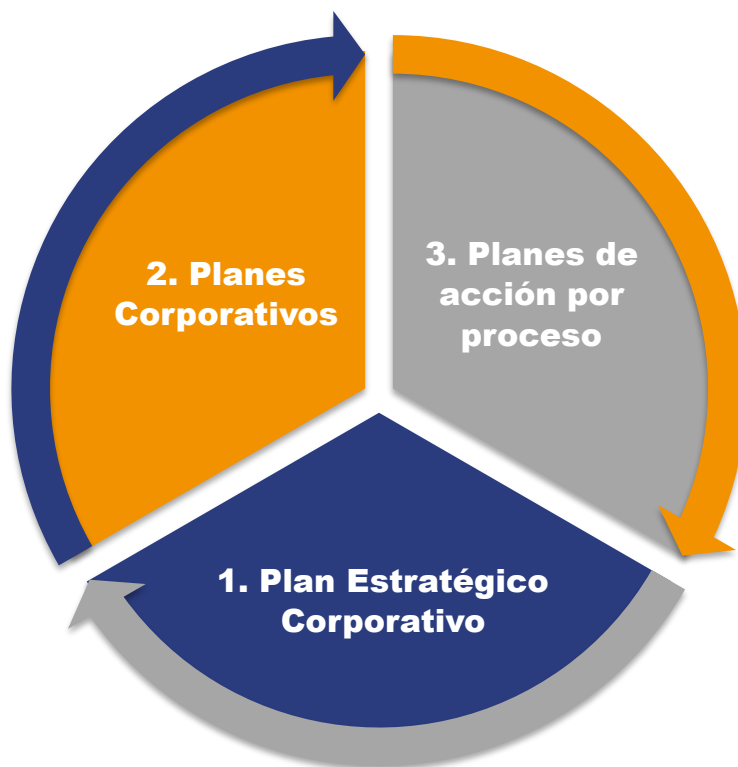 2. Planes
Corporativos
3. Planes de
acción por
proceso
1. Plan Estratégico
Corporativo